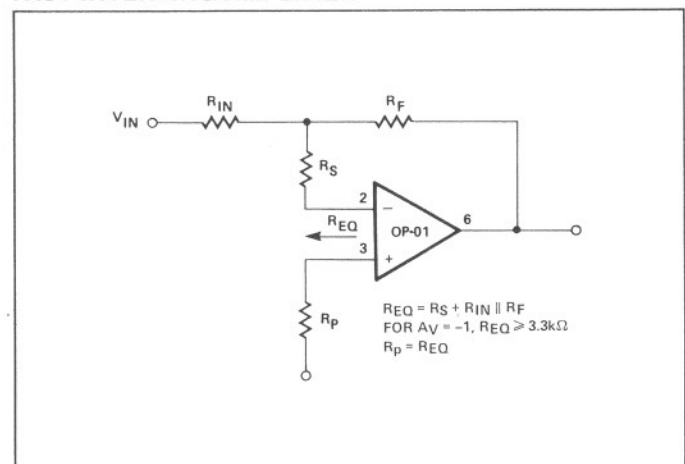 RIN
RF
VIN
RS
2
−
6
REQ
OP-01
3
+
RP
REQ = RS + RIN || RF
FOR AV = −1, REQ ⩾ 3.3kΩ
Rp = REQ